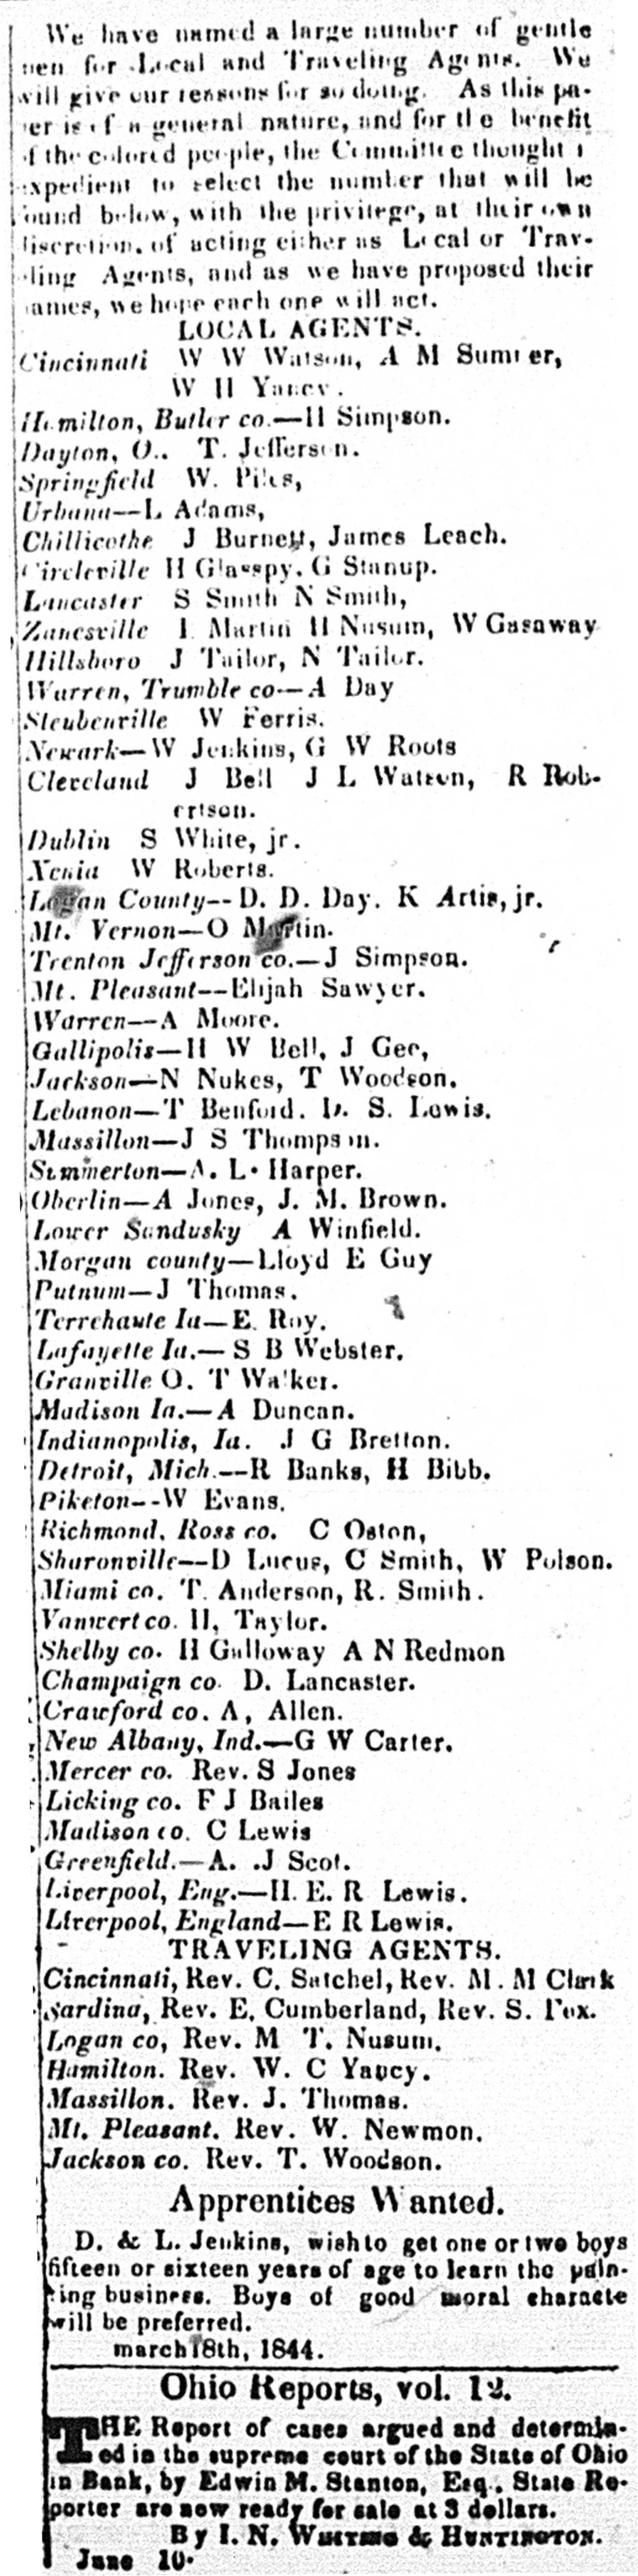 We have named a large number of gentle
men for Local and Traveling Agents. We
will give our reasons for so doing. As this pa-
er is of a general nature, and for the benefit
of the colored people, the Committee thought i
expedient to select the number that will be
found below, with the privilege, at their own
discretion, of acting either as Local or Trav-
ling Agents, and as we have proposed their
ames, we hope each one will act.
LOCAL AGENTS.
Cincinnati W W Watson, A M Sumner,
W H Yancy.
Hamilton, Butler co.—H Simpson.
Dayton, O.. T. Jefferson.
Springfield W. Piles,
Urbana—L Adams,
Chillicothe J Burnett, James Leach.
Circleville H Glasspy. G Stanup.
Lancaster S Smith N Smith,
Zanesville I Martin H Nusum, W Gasaway
Hillsboro J Tailor, N Tailor.
Warren, Trumble co—A Day
Steubenville W Ferris.
Newark—W Jenkins, G W Roots
Cleveland J Bell J L Watson, R Rob-
ertson.
Dublin S White, jr.
Xenia W Roberts.
Logan County--D. D. Day. K Artis, jr.
Mt. Vernon—O Martin.
Trenton Jefferson co.—J Simpson.
Mt. Pleasant--Elijah Sawyer.
Warren—A Moore.
Gallipolis—H W Bell, J Gee,
Jackson—N Nukes, T Woodson.
Lebanon—T Benford. D. S. Lewis.
Massillon—J S Thompson.
Summerton—A. L. Harper.
Oberlin—A Jones, J. M. Brown.
Lower Sandusky A Winfield.
Morgan county—Lloyd E Guy
Putnum—J Thomas.
Terrehaute Ia—E. Roy.
Lafayette Ia.—S B Webster.
Granville O. T Walker.
Madison Ia.—A Duncan.
Indianopolis, Ia. J G Bretton.
Detroit, Mich.—R Banks, H Bibb.
Piketon--W Evans.
Richmond, Ross co. C Oston,
Sharonville—D Lucus, C Smith, W Polson.
Miami co. T. Anderson, R. Smith.
Vanwert co. H, Taylor.
Shelby co. H Galloway A N Redmon
Champaign co. D. Lancaster.
Crawford co. A, Allen.
New Albany, Ind.—G W Carter.
Mercer co. Rev. S Jones
Licking co. F J Bailes
Madison co. C Lewis
Greenfield.—A. J Scot.
Liverpool, Eng.—H. E. R Lewis.
Liverpool, England—E R Lewis.
TRAVELING AGENTS.
Cincinnati, Rev. C. Satchel, Rev. M. M Clark
Sardina, Rev. E. Cumberland, Rev. S. Fox.
Logan co, Rev. M T. Nusum.
Hamilton. Rev. W. C Yancy.
Massillon. Rev. J. Thomas.
Mt. Pleasant. Rev. W. Newmon.
Jackson co. Rev. T. Woodson.
Apprentices Wanted.
D. & L. Jenkins, wish to get one or two boys
fifteen or sixteen years of age to learn the pain-
ting business. Boys of good moral characte
will be preferred.
march 18th, 1844.
Ohio Reports, vol. 12.
THE Report of cases argued and determin-
ed in the supreme court of the State of Ohio
in Bank, by Edwin M. Stanton, Esq., State Re-
porter are now ready for sale at 3 dollars.
By I. N. WHITING & HUNTINGTON.
June 10.